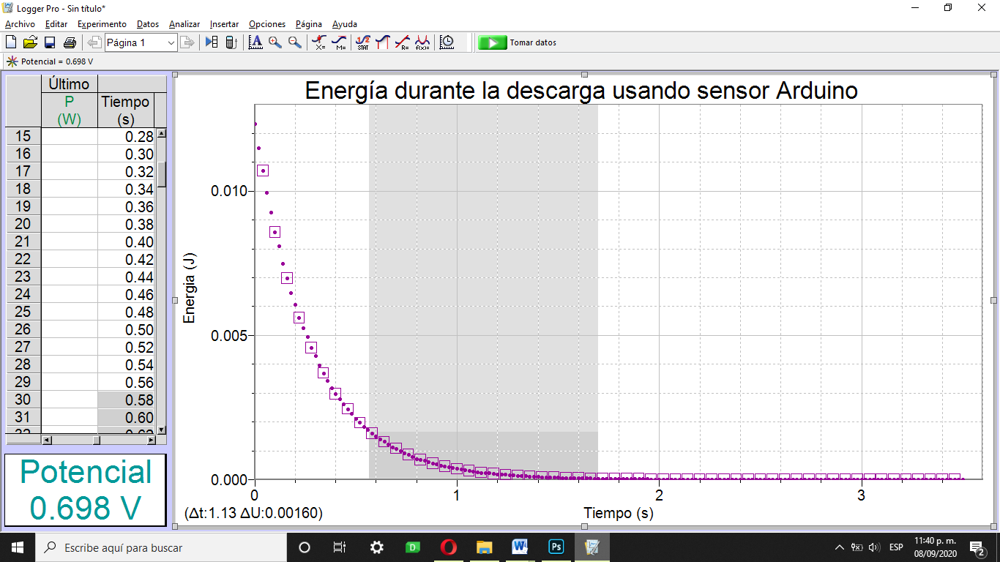 Logger Pro - Sin título*
Archivo Editar Experimento Datos Analizar Insertar Opciones Página Ayuda
Página 1
X= M= 1/2 STAT R= f(x)= Tomar datos
Potencial = 0.698 V
Último
P Tiempo
(W) (s)
15 0.28
16 0.30
17 0.32
18 0.34
19 0.36
20 0.38
21 0.40
22 0.42
23 0.44
24 0.46
25 0.48
26 0.50
27 0.52
28 0.54
29 0.56
30 0.58
31 0.60
Potencial
0.698 V
Energía durante la descarga usando sensor Arduino
Energia (J)
0.010
0.005
0.000
0 1 2 3
(Δt:1.13 ΔU:0.00160) Tiempo (s)
Escribe aquí para buscar
D
W
Ps
ESP
11:40 p. m.
08/09/2020
2